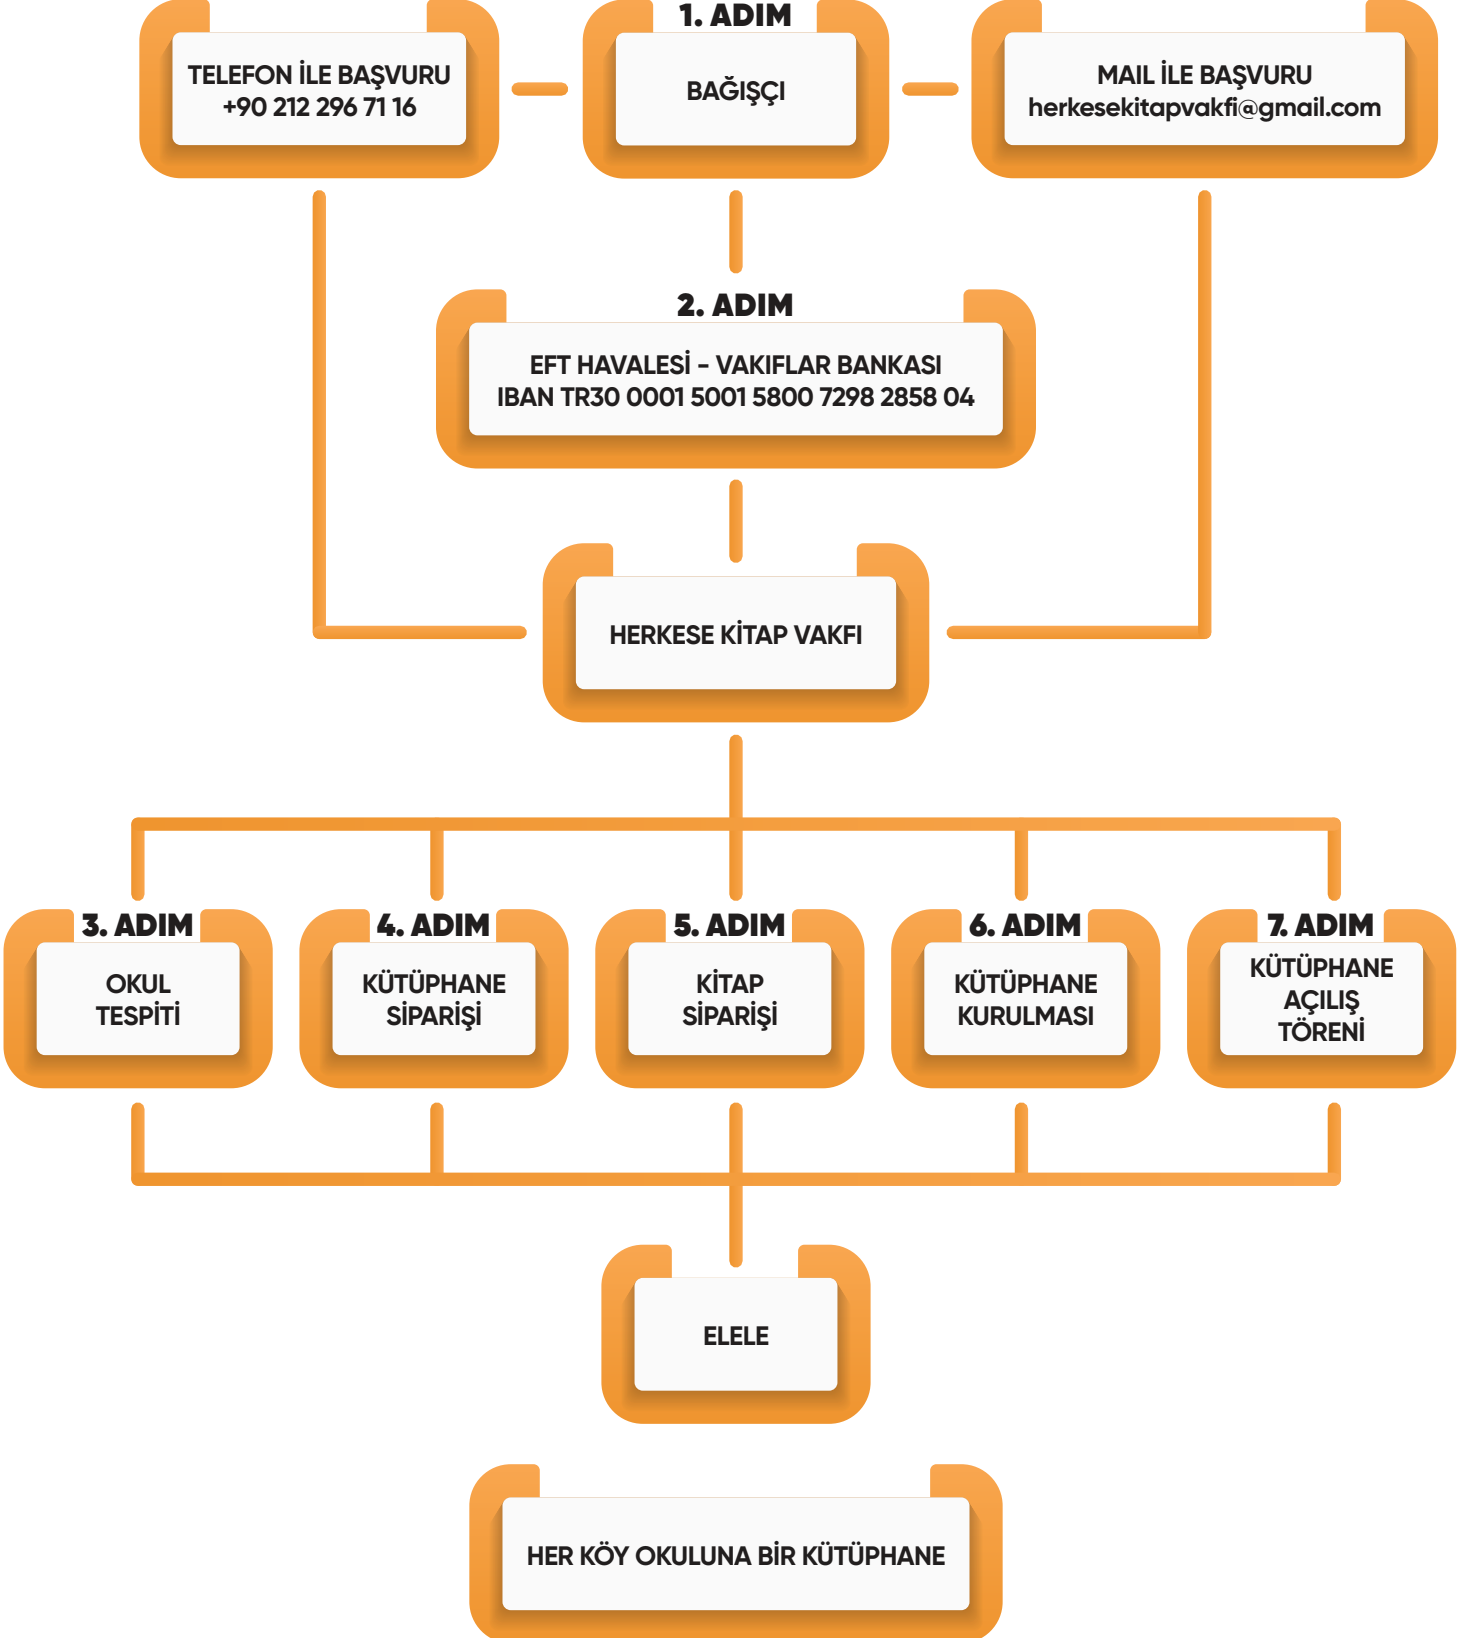 1. ADIM
TELEFON İLE BAŞVURU
+90 212 296 71 16
BAĞIŞÇI
MAIL İLE BAŞVURU
herkesekitapvakfi@gmail.com
2. ADIM
EFT HAVALESİ - VAKIFLAR BANKASI
IBAN TR30 0001 5001 5800 7298 2858 04
HERKESE KİTAP VAKFI
3. ADIM
OKUL
TESPİTİ
4. ADIM
KÜTÜPHANE
SİPARİŞİ
5. ADIM
KİTAP
SİPARİŞİ
6. ADIM
KÜTÜPHANE
KURULMASI
7. ADIM
KÜTÜPHANE
AÇILIŞ
TÖRENİ
ELELE
HER KÖY OKULUNA BİR KÜTÜPHANE